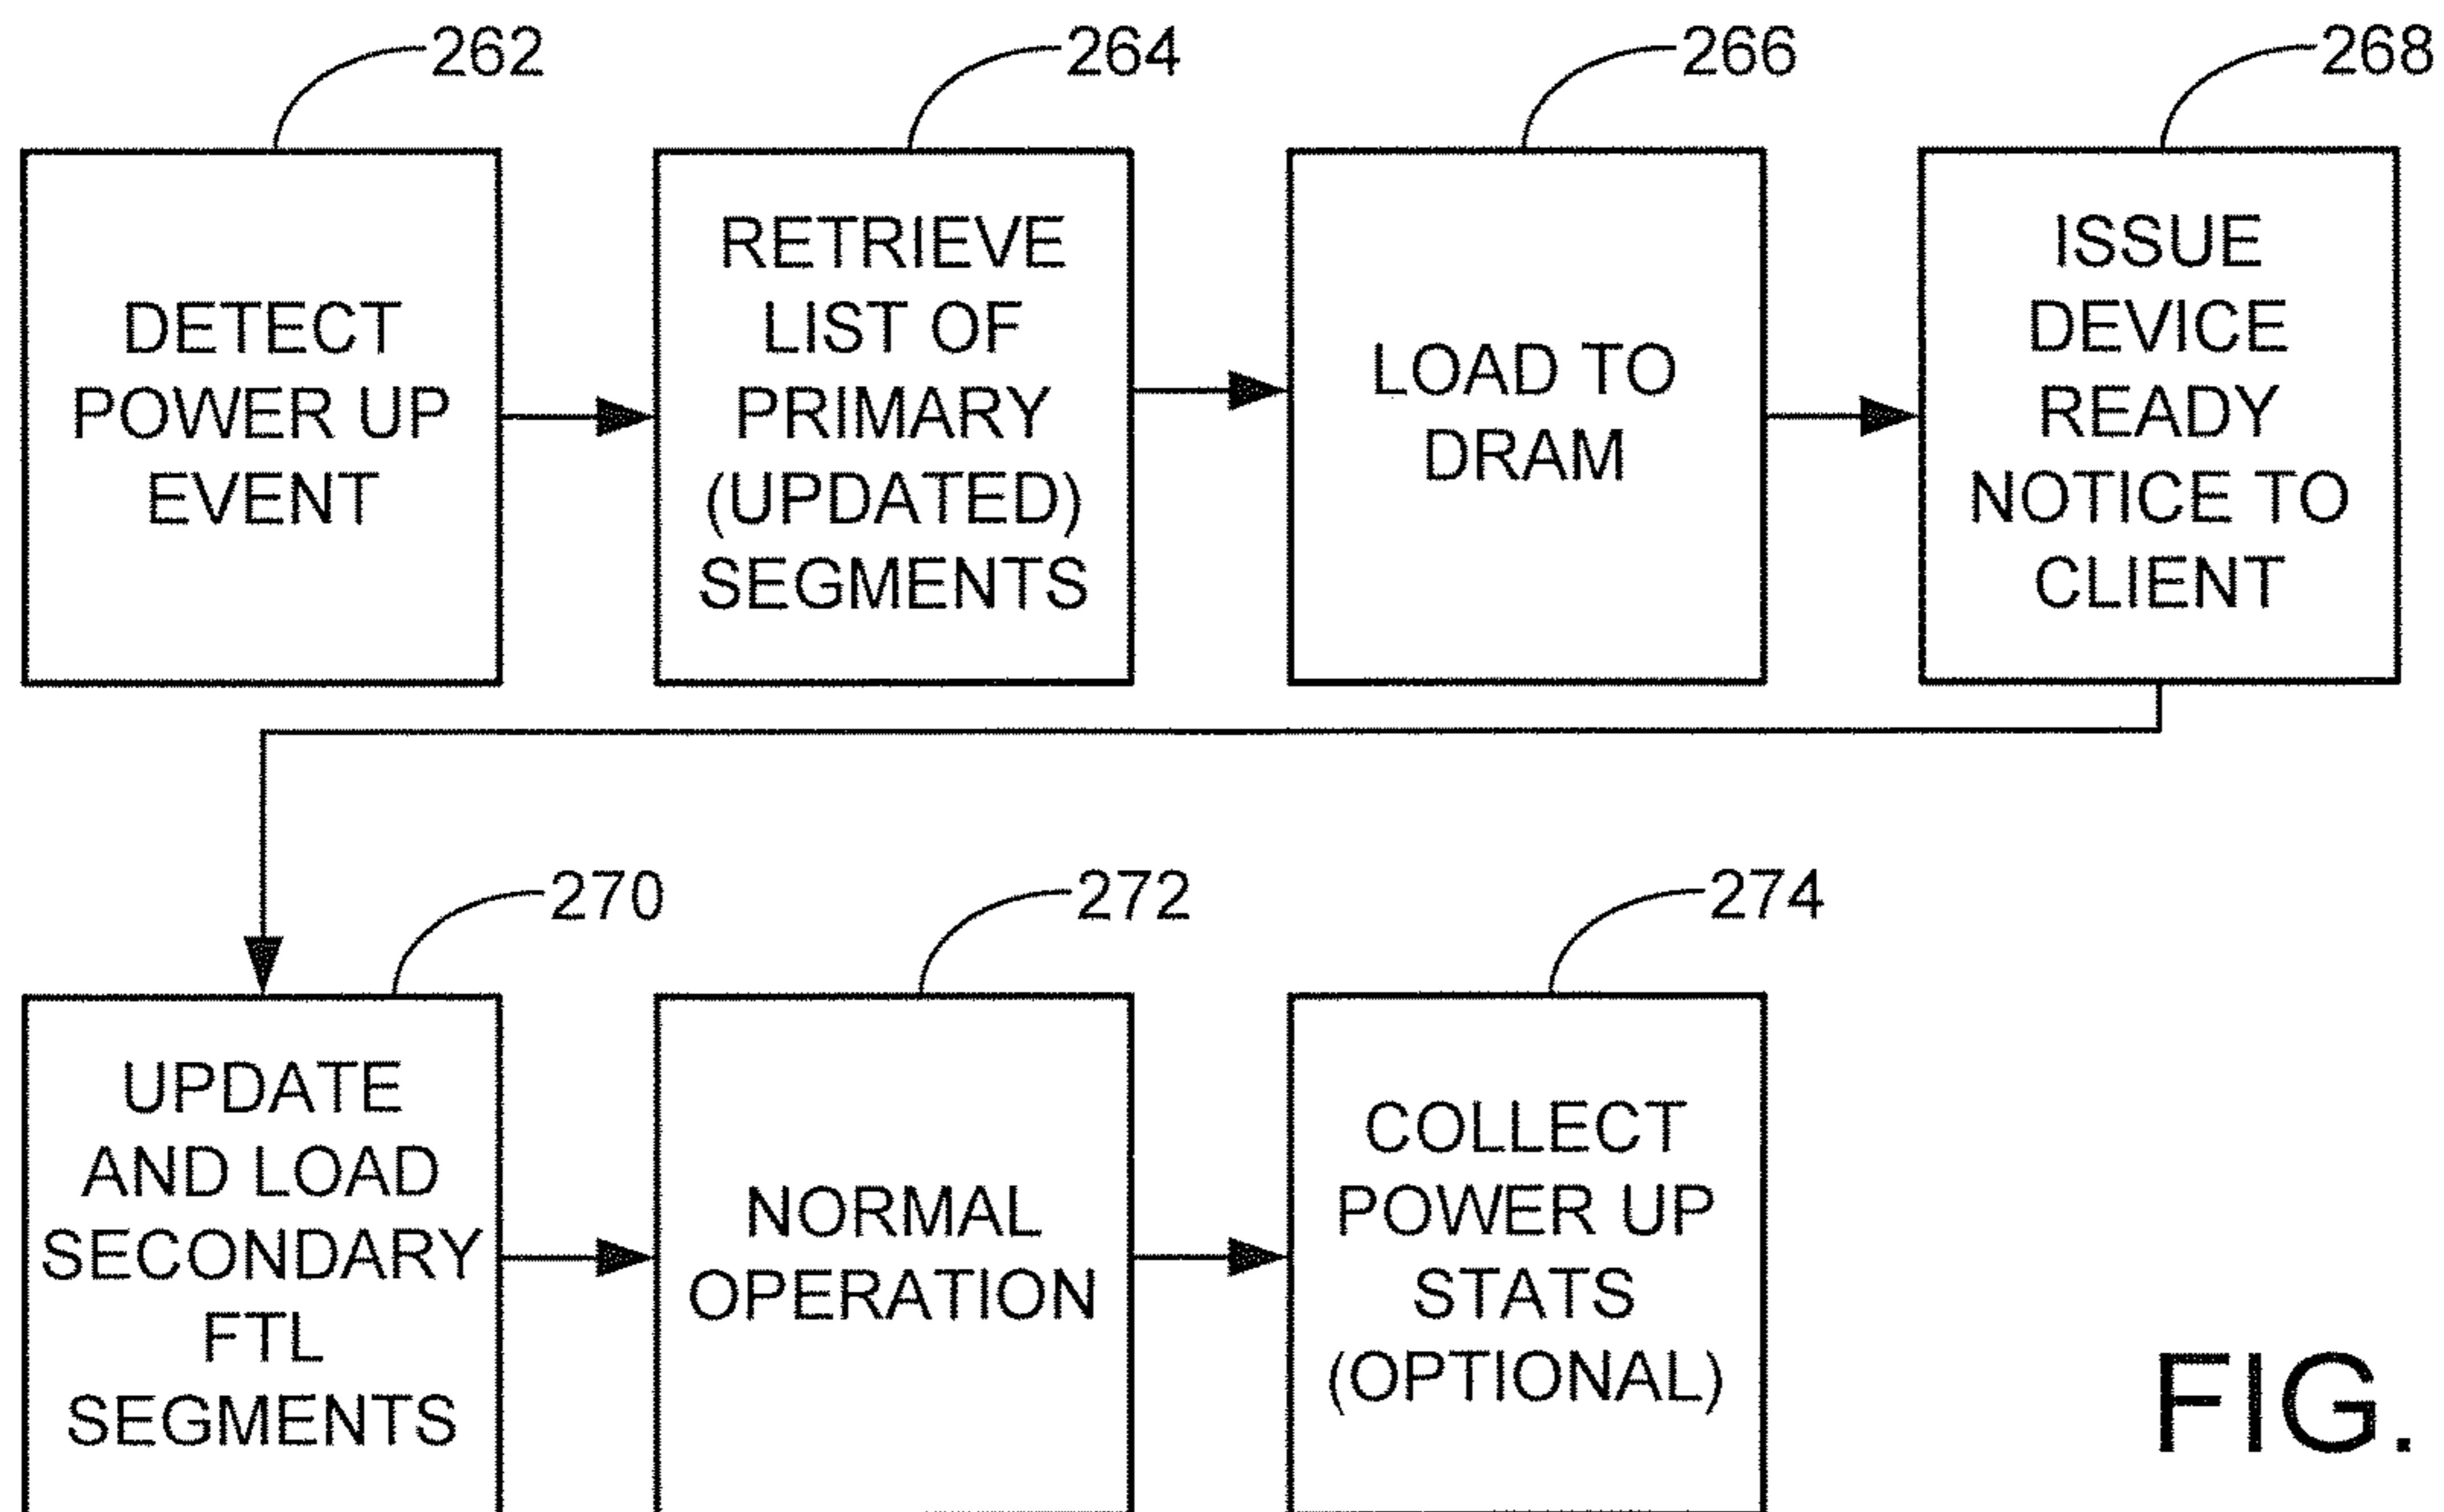 262
264
266
268
DETECT
POWER UP
EVENT
RETRIEVE
LIST OF
PRIMARY
(UPDATED)
SEGMENTS
LOAD TO
DRAM
ISSUE
DEVICE
READY
NOTICE TO
CLIENT
270
272
274
UPDATE
AND LOAD
SECONDARY
FTL
SEGMENTS
NORMAL
OPERATION
COLLECT
POWER UP
STATS
(OPTIONAL)
FIG.